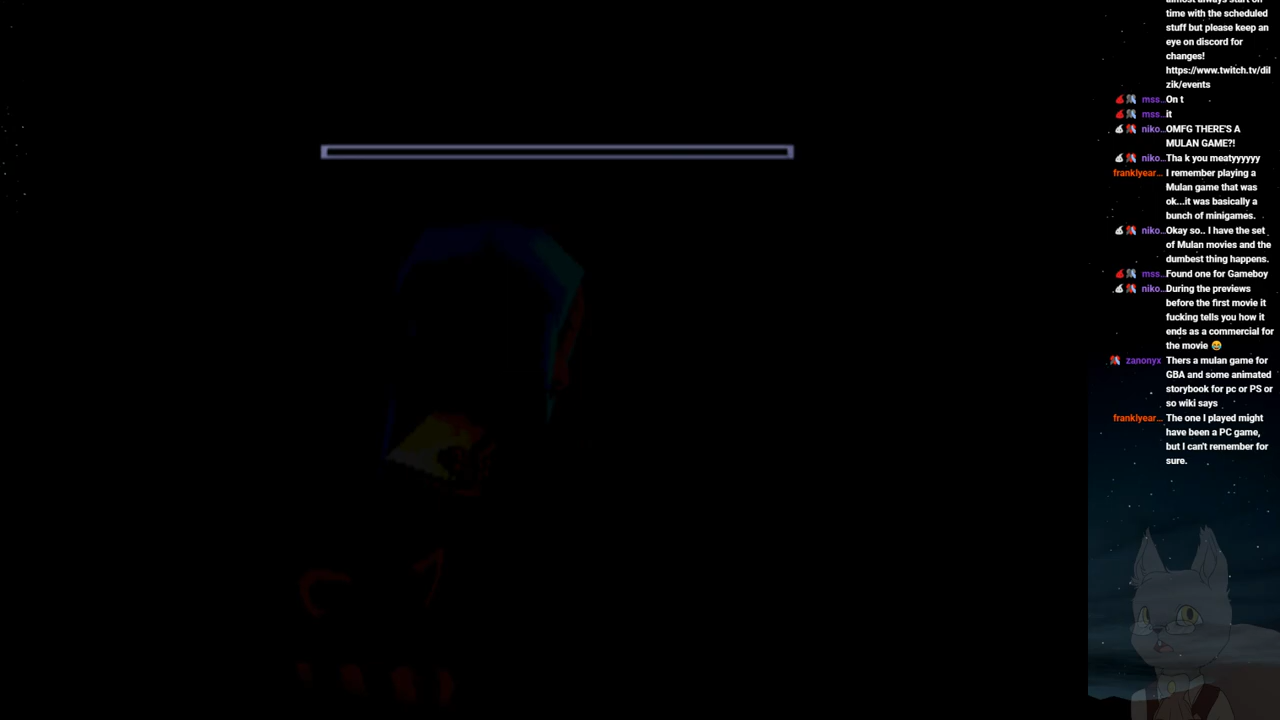 almost always start on
time with the scheduled
stuff but please keep an
eye on discord for
changes!
https://www.twitch.tv/dil
zik/events
mss... On t
mss... it
niko... OMFG THERE'S A
MULAN GAME?!
niko... Tha k you meatyyyyyy
franklyear... I remember playing a
Mulan game that was
ok...it was basically a
bunch of minigames.
niko... Okay so.. I have the set
of Mulan movies and the
dumbest thing happens.
mss... Found one for Gameboy
niko... During the previews
before the first movie it
fucking tells you how it
ends as a commercial for
the movie
zanonyx Thers a mulan game for
GBA and some animated
storybook for pc or PS or
so wiki says
franklyear... The one I played might
have been a PC game,
but I can't remember for
sure.